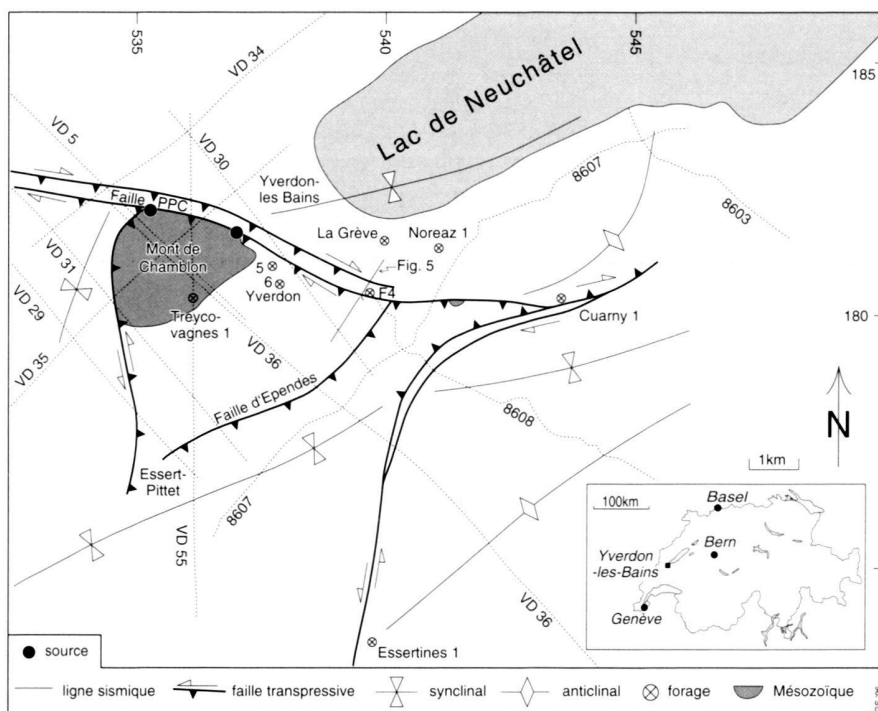 535
540
545
185
VD 34
VD 5
VD 30
Lac de Neuchâtel
8607
8603
Yverdon-
les Bains
Faille PPC
La Grève
Noreaz 1
Mont de
Chamblon
Fig. 5
5
6
Yverdon
F4
VD 31
VD 29
Treyco-
vagnes 1
180
Cuarny 1
VD 35
VD 36
Faille d'Ependes
8608
N
Essert-
Pittet
8607
1km
VD 55
100km
Basel
Bern
Yverdon
-les-Bains
Genève
VD 36
Essertines 1
source
ligne sismique
faille transpressive
synclinal
anticlinal
forage
Mésozoïque